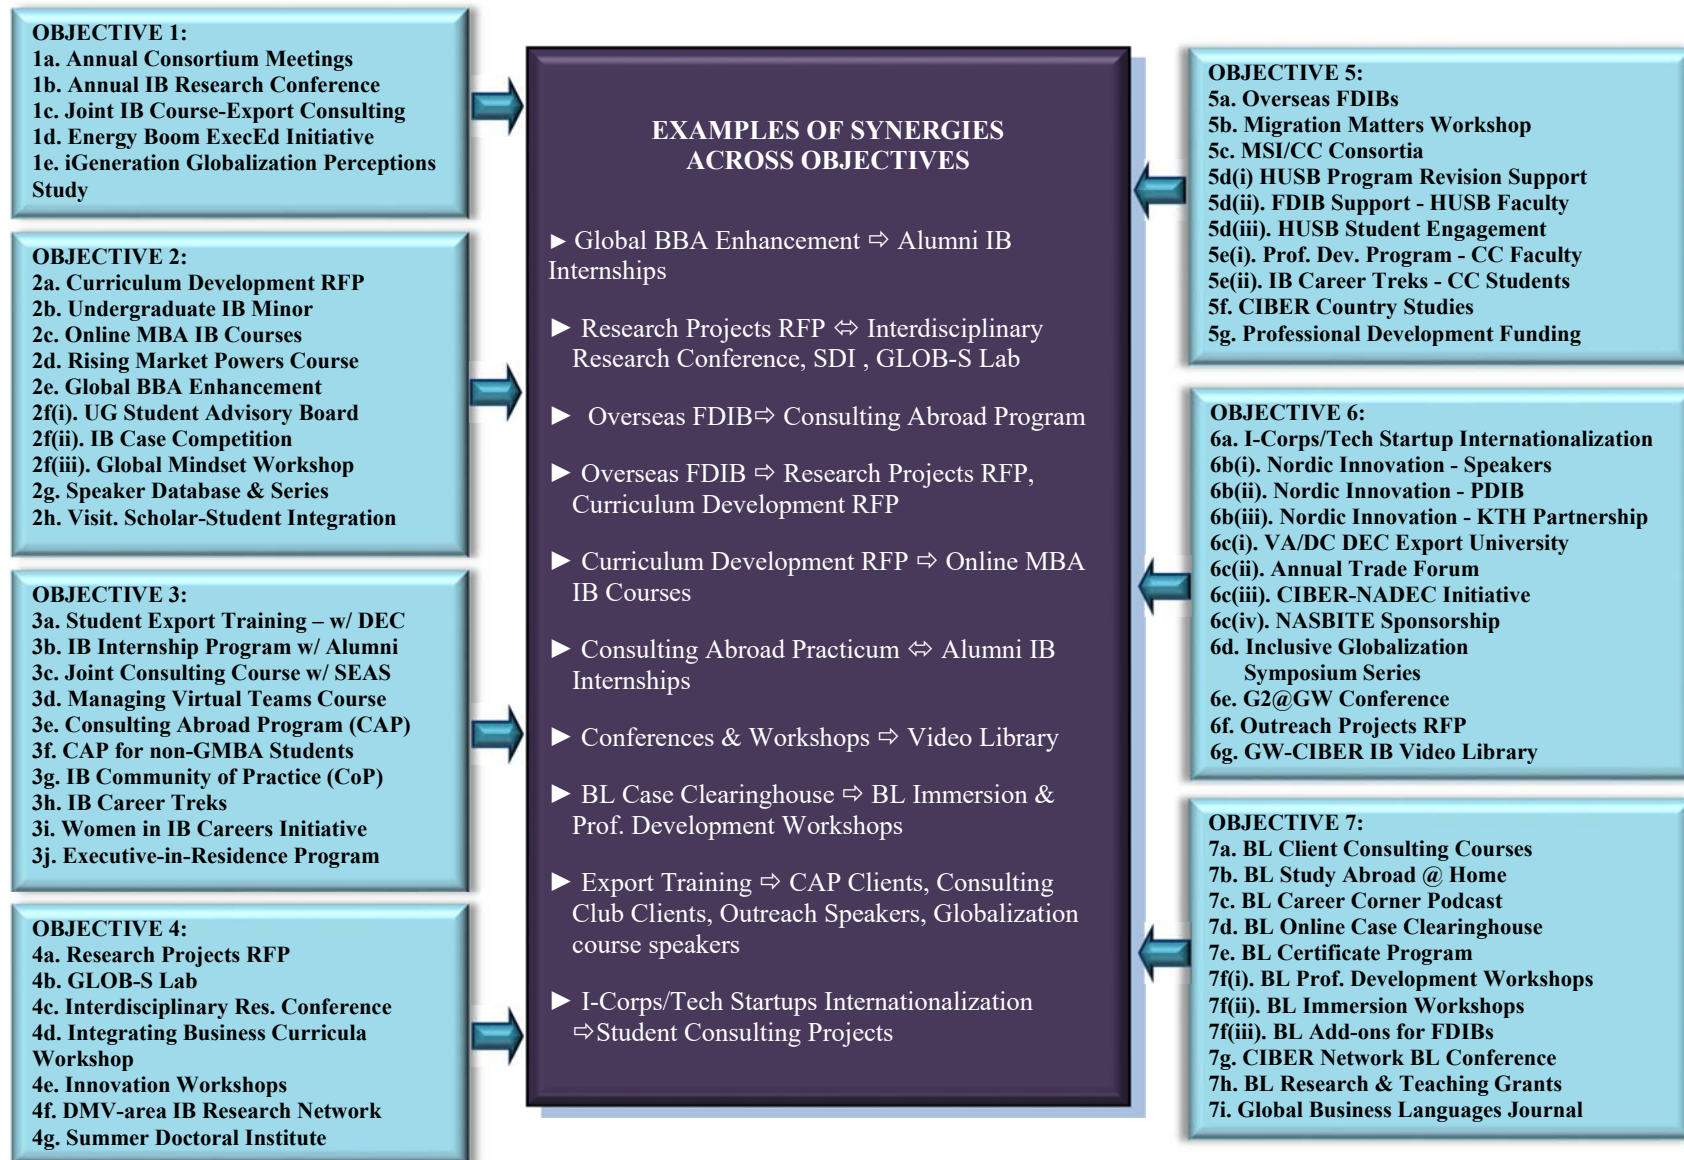 OBJECTIVE 1:
1a. Annual Consortium Meetings
1b. Annual IB Research Conference
1c. Joint IB Course-Export Consulting
1d. Energy Boom ExecEd Initiative
1e. iGeneration Globalization Perceptions
Study
OBJECTIVE 2:
2a. Curriculum Development RFP
2b. Undergraduate IB Minor
2c. Online MBA IB Courses
2d. Rising Market Powers Course
2e. Global BBA Enhancement
2f(i). UG Student Advisory Board
2f(ii). IB Case Competition
2f(iii). Global Mindset Workshop
2g. Speaker Database & Series
2h. Visit. Scholar-Student Integration
OBJECTIVE 3:
3a. Student Export Training – w/ DEC
3b. IB Internship Program w/ Alumni
3c. Joint Consulting Course w/ SEAS
3d. Managing Virtual Teams Course
3e. Consulting Abroad Program (CAP)
3f. CAP for non-GMBA Students
3g. IB Community of Practice (CoP)
3h. IB Career Treks
3i. Women in IB Careers Initiative
3j. Executive-in-Residence Program
OBJECTIVE 4:
4a. Research Projects RFP
4b. GLOB-S Lab
4c. Interdisciplinary Res. Conference
4d. Integrating Business Curricula
Workshop
4e. Innovation Workshops
4f. DMV-area IB Research Network
4g. Summer Doctoral Institute
EXAMPLES OF SYNERGIES
ACROSS OBJECTIVES
► Global BBA Enhancement ⇨ Alumni IB
Internships
► Research Projects RFP ⬄ Interdisciplinary
Research Conference, SDI , GLOB-S Lab
► Overseas FDIB⇨ Consulting Abroad Program
► Overseas FDIB ⇨ Research Projects RFP,
Curriculum Development RFP
► Curriculum Development RFP ⇨ Online MBA
IB Courses
► Consulting Abroad Practicum ⬄ Alumni IB
Internships
► Conferences & Workshops ⇨ Video Library
► BL Case Clearinghouse ⇨ BL Immersion &
Prof. Development Workshops
► Export Training ⇨ CAP Clients, Consulting
Club Clients, Outreach Speakers, Globalization
course speakers
► I-Corps/Tech Startups Internationalization
⇨Student Consulting Projects
OBJECTIVE 5:
5a. Overseas FDIBs
5b. Migration Matters Workshop
5c. MSI/CC Consortia
5d(i) HUSB Program Revision Support
5d(ii). FDIB Support - HUSB Faculty
5d(iii). HUSB Student Engagement
5e(i). Prof. Dev. Program - CC Faculty
5e(ii). IB Career Treks - CC Students
5f. CIBER Country Studies
5g. Professional Development Funding
OBJECTIVE 6:
6a. I-Corps/Tech Startup Internationalization
6b(i). Nordic Innovation - Speakers
6b(ii). Nordic Innovation - PDIB
6b(iii). Nordic Innovation - KTH Partnership
6c(i). VA/DC DEC Export University
6c(ii). Annual Trade Forum
6c(iii). CIBER-NADEC Initiative
6c(iv). NASBITE Sponsorship
6d. Inclusive Globalization
Symposium Series
6e. G2@GW Conference
6f. Outreach Projects RFP
6g. GW-CIBER IB Video Library
OBJECTIVE 7:
7a. BL Client Consulting Courses
7b. BL Study Abroad @ Home
7c. BL Career Corner Podcast
7d. BL Online Case Clearinghouse
7e. BL Certificate Program
7f(i). BL Prof. Development Workshops
7f(ii). BL Immersion Workshops
7f(iii). BL Add-ons for FDIBs
7g. CIBER Network BL Conference
7h. BL Research & Teaching Grants
7i. Global Business Languages Journal